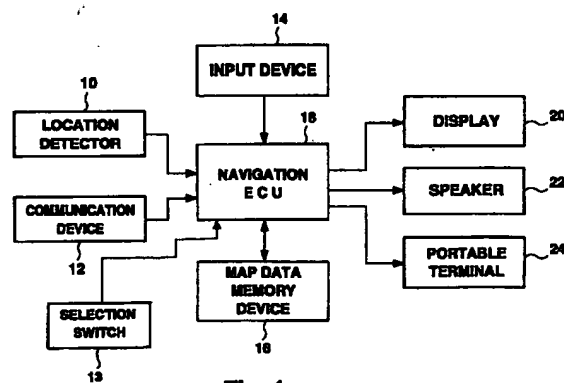 14
INPUT DEVICE
10
LOCATION
DETECTOR
16
NAVIGATION
ECU
DISPLAY
20
SPEAKER
22
COMMUNICATION
DEVICE
12
PORTABLE
TERMINAL
24
MAP DATA
MEMORY
DEVICE
18
SELECTION
SWITCH
13